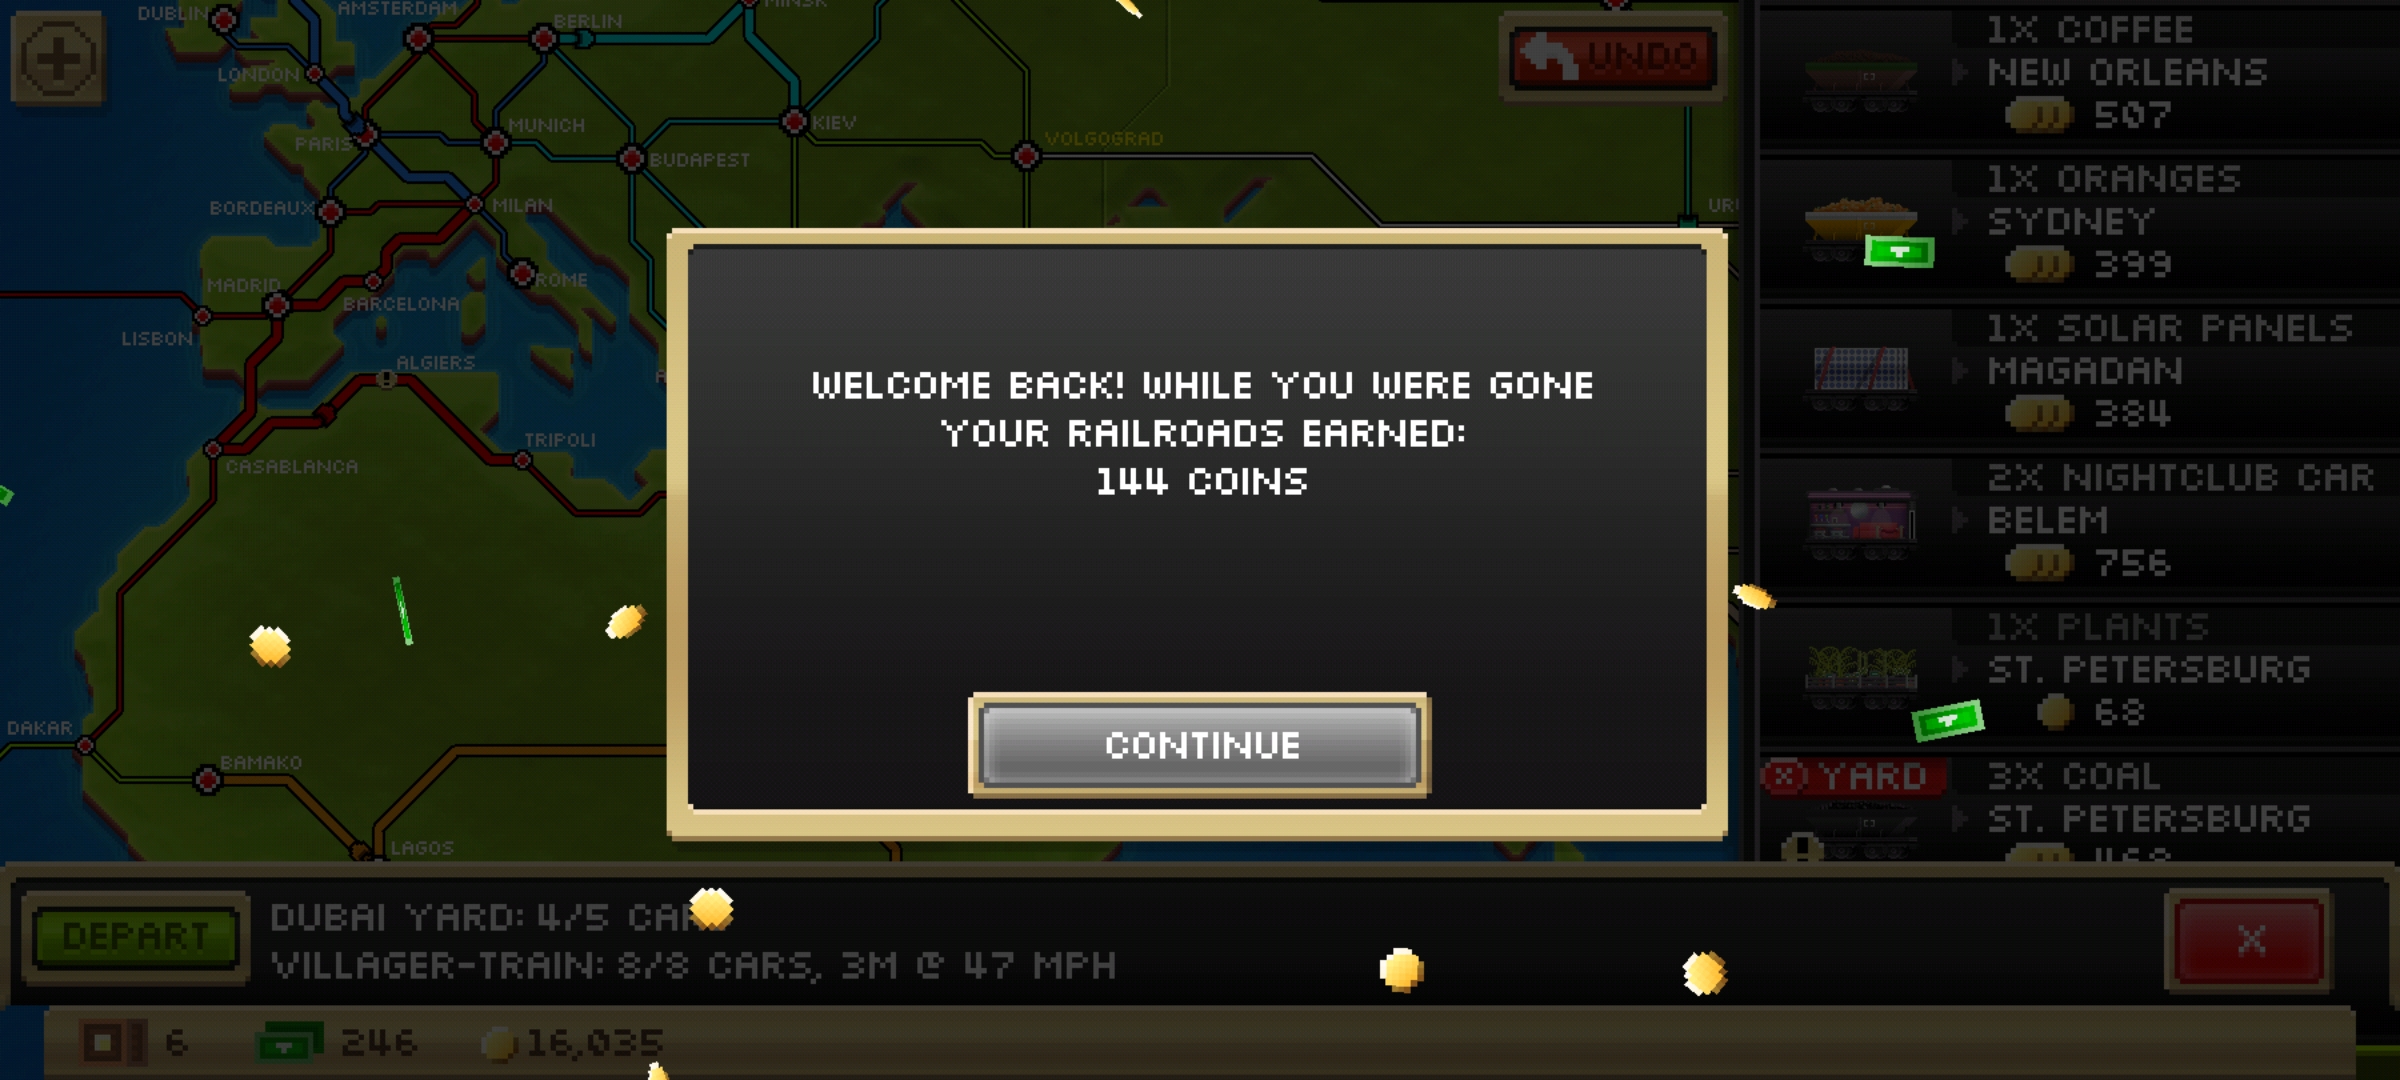 DUBLIN
AMSTERDAM
BERLIN
MINSK
LONDON
PARIS
MUNICH
BUDAPEST
KIEV
VOLGOGRAD
BORDEAUX
MILAN
MADRID
BARCELONA
ROME
LISBON
ALGIERS
CASABLANCA
TRIPOLI
DAKAR
BAMAKO
LAGOS
UNDO
WELCOME BACK! WHILE YOU WERE GONE
YOUR RAILROADS EARNED:
144 COINS
CONTINUE
1X COFFEE
NEW ORLEANS
507
1X ORANGES
SYDNEY
399
1X SOLAR PANELS
MAGADAN
384
2X NIGHTCLUB CAR
BELEM
756
1X PLANTS
ST. PETERSBURG
68
YARD
3X COAL
ST. PETERSBURG
DEPART
DUBAI YARD: 4/5
VILLAGER-TRAIN: 8/8 CARS, 3M @ 47 MPH
X
6
246
16,035